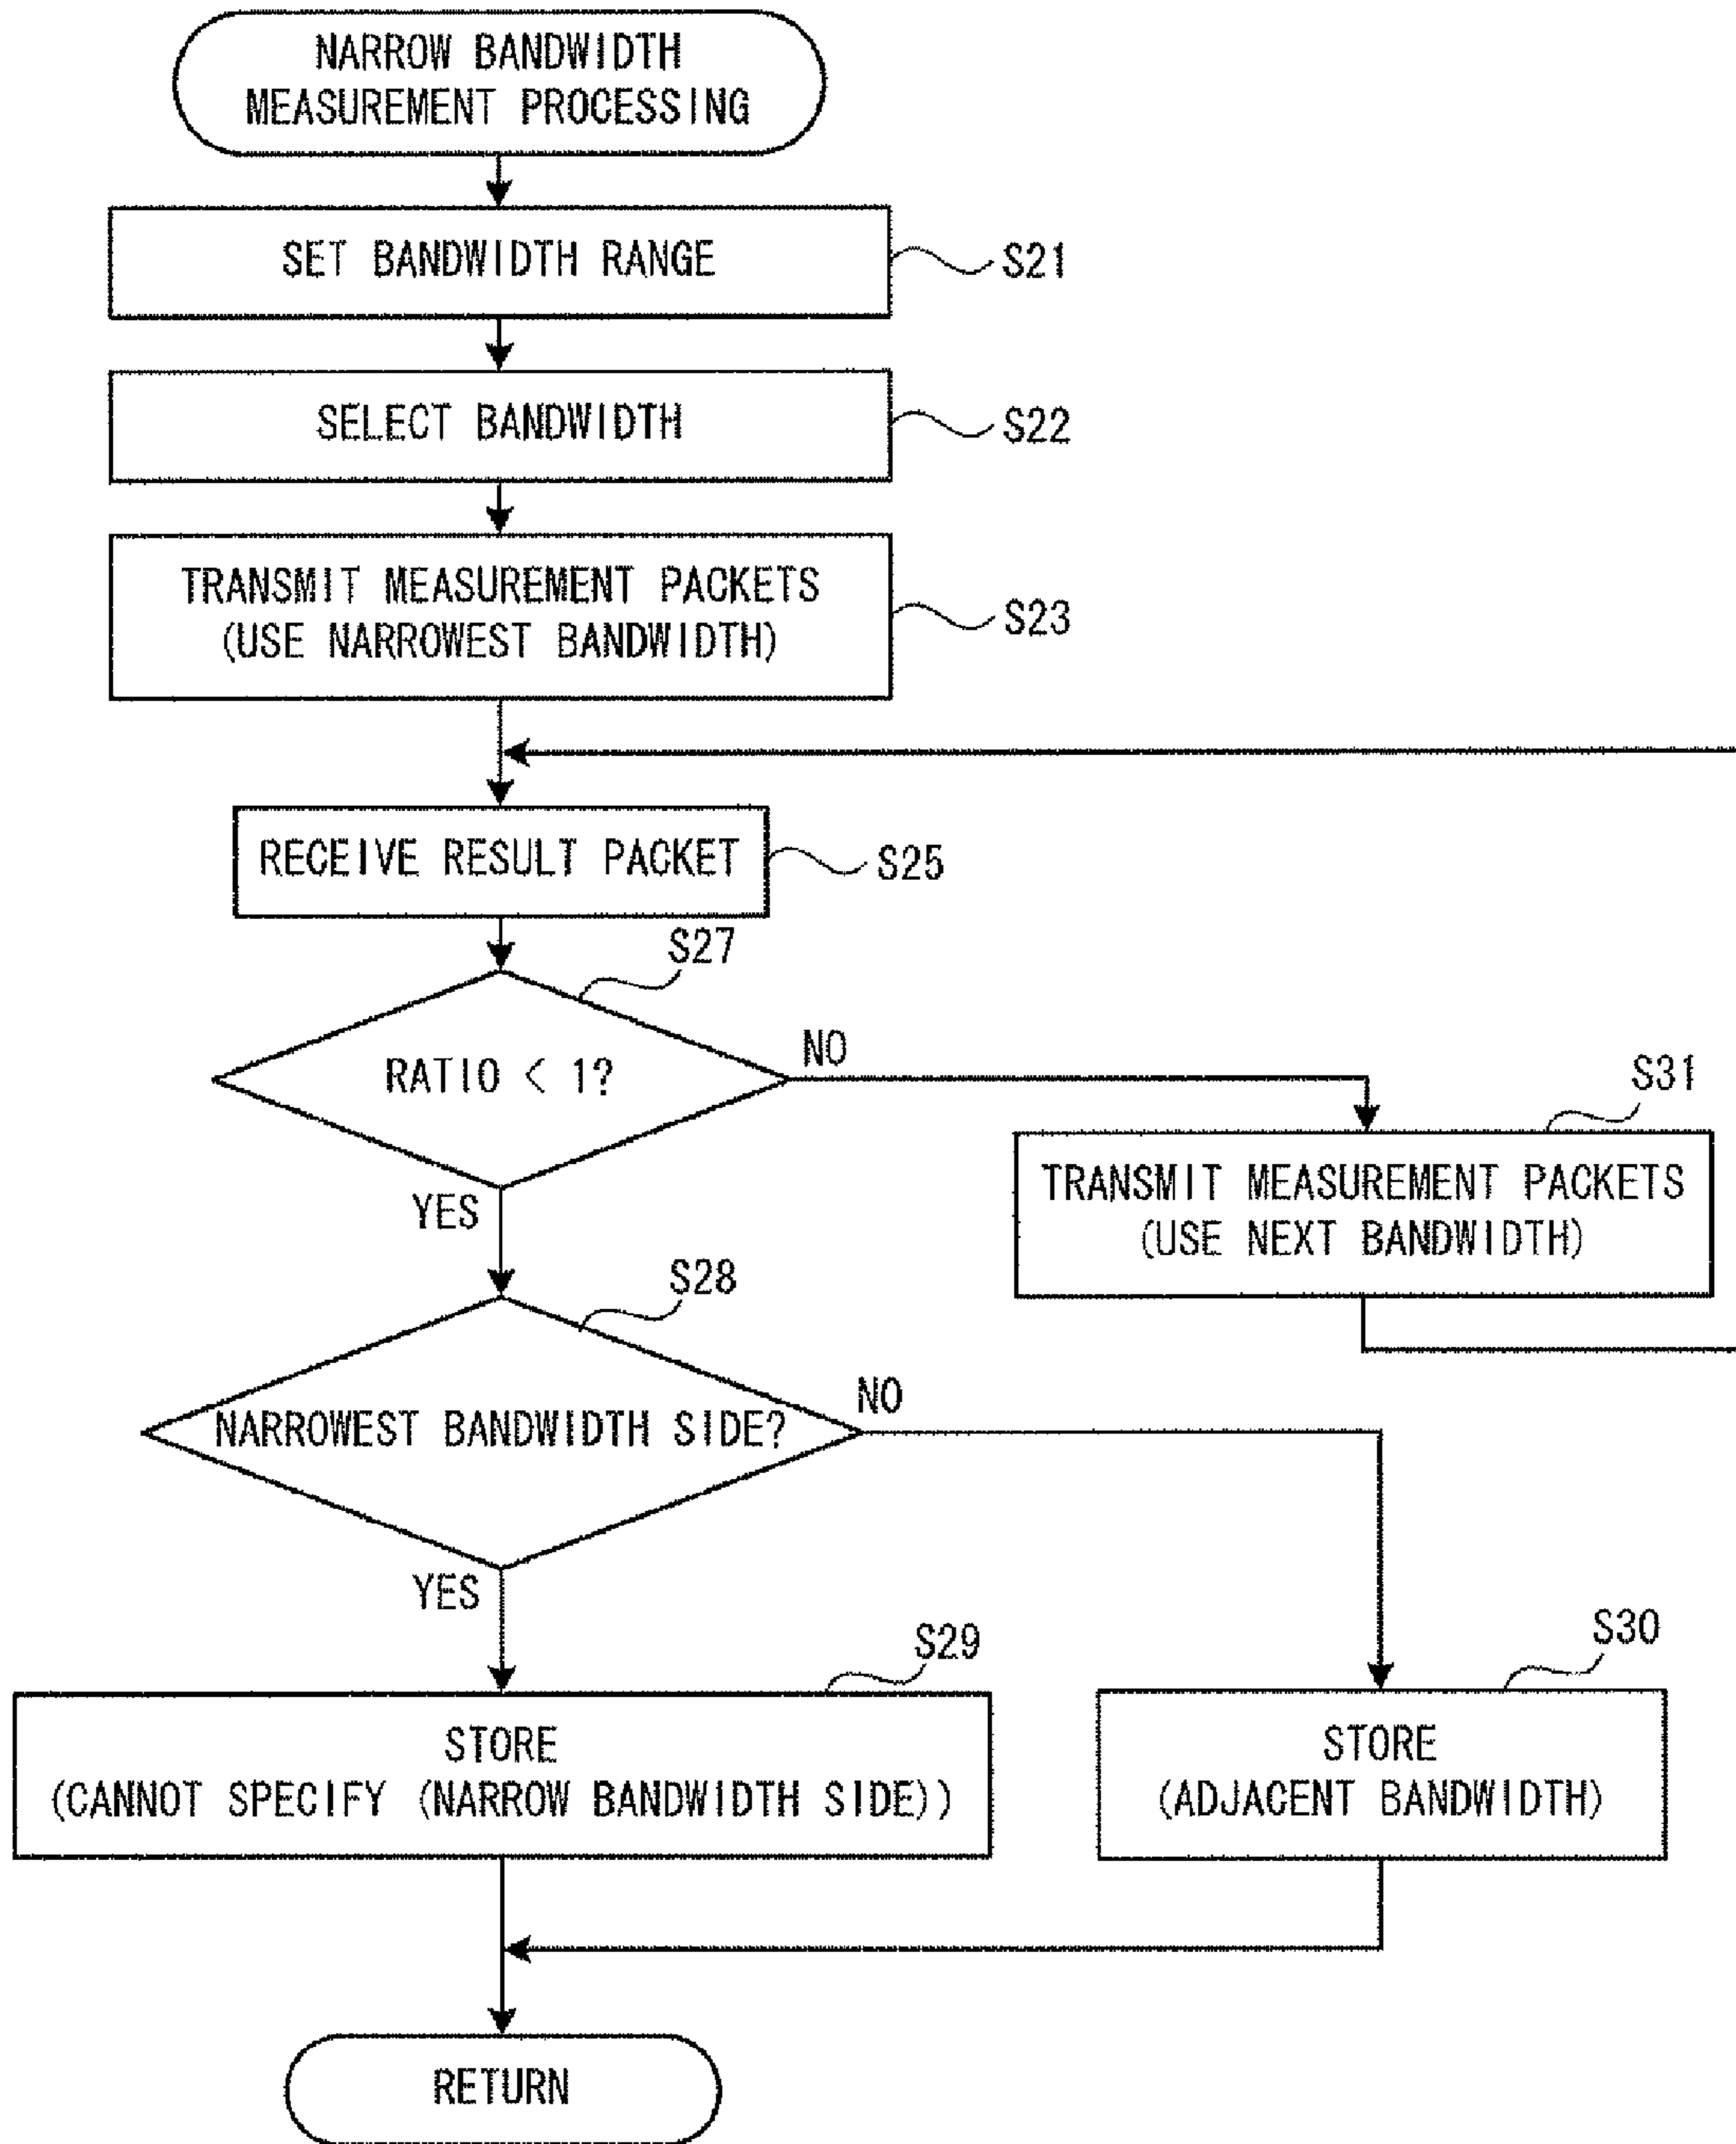 NARROW BANDWIDTH
MEASUREMENT PROCESSING
SET BANDWIDTH RANGE
S21
SELECT BANDWIDTH
S22
TRANSMIT MEASUREMENT PACKETS
(USE NARROWEST BANDWIDTH)
S23
RECEIVE RESULT PACKET
S25
S27
RATIO < 1?
NO
YES
S31
TRANSMIT MEASUREMENT PACKETS
(USE NEXT BANDWIDTH)
S28
NARROWEST BANDWIDTH SIDE?
NO
YES
S29
STORE
(CANNOT SPECIFY (NARROW BANDWIDTH SIDE))
S30
STORE
(ADJACENT BANDWIDTH)
RETURN